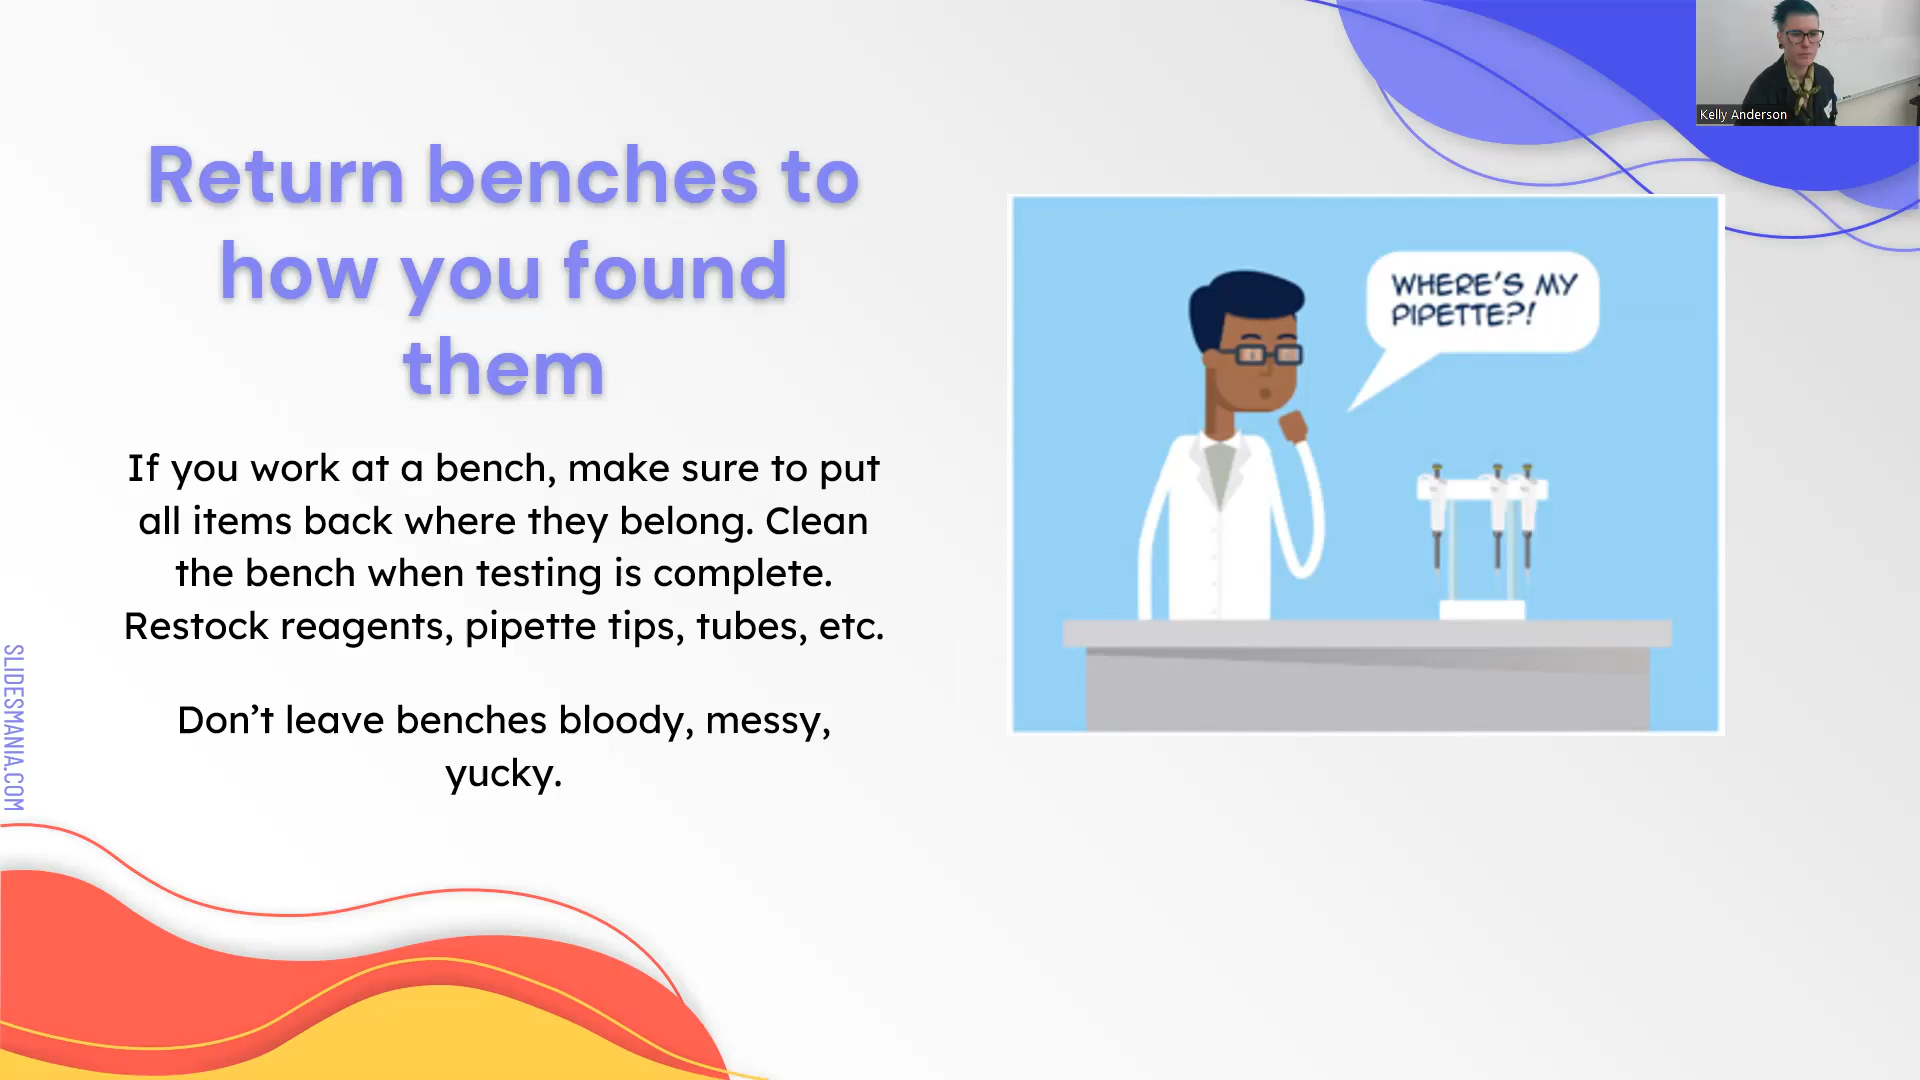 Kelly Anderson
Return benches to
how you found
them
WHERE'S MY
PIPETTE?!
If you work at a bench, make sure to put
all items back where they belong. Clean
the bench when testing is complete.
Restock reagents, pipette tips, tubes, etc.
Don’t leave benches bloody, messy,
yucky.
SLIDESMANIA.COM